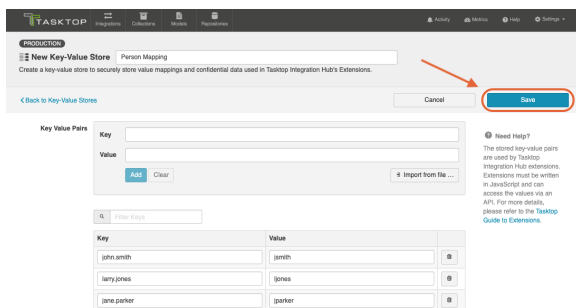 TASKTOP
Integrations
Collections
Models
Repositories
Activity
Metrics
Help
Settings
PRODUCTION
New Key-Value Store
Person Mapping
Create a key-value store to securely store value mappings and confidential data used in Tasktop Integration Hub's Extensions.
Back to Key-Value Stores
Cancel
Save
Key Value Pairs
Key
Value
Add
Clear
Import from file ...
Filter Keys
Key
Value
john.smith
jsmith
larry.jones
ljones
jane.parker
jparker
Need Help?
The stored key-value pairs
are used by Tasktop
Integration Hub extensions.
Extensions must be written
in JavaScript and can
access the values via an
API. For more details,
please refer to the Tasktop
Guide to Extensions.